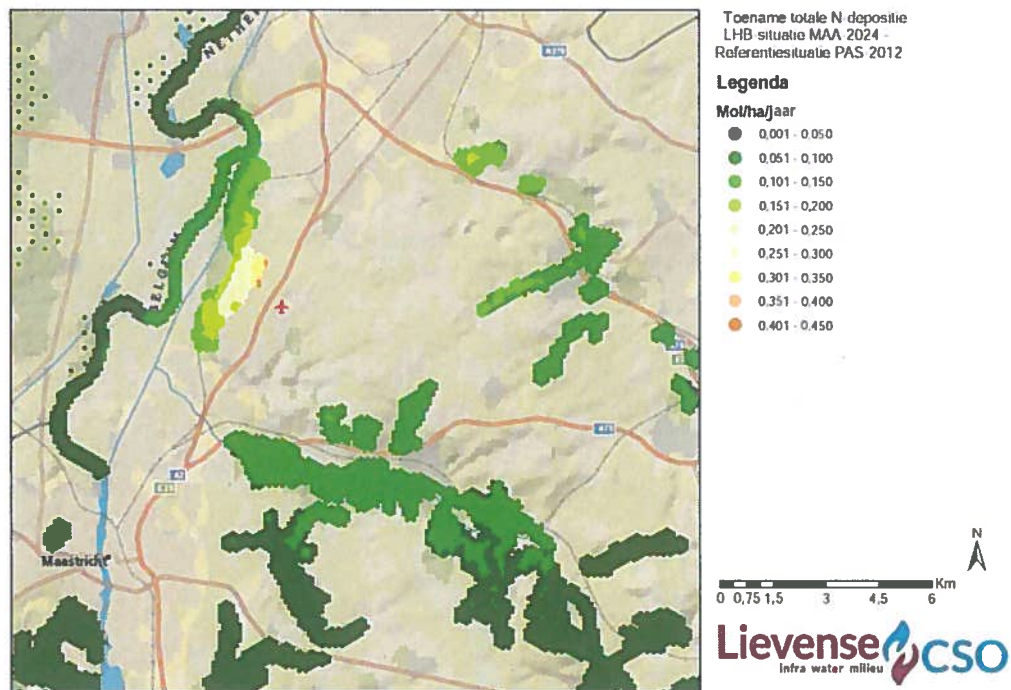 Toename totale N-depositie
LHB situatie MAA 2024 -
Referentiesituatie PAS 2012
Legenda
Mol/ha/jaar
0,001 - 0,050
0,051 - 0,100
0,101 - 0,150
0,151 - 0,200
0,201 - 0,250
0,251 - 0,300
0,301 - 0,350
0,351 - 0,400
0,401 - 0,450
NETHER
ELGIUM
A2
Maastricht
N
Km
0 0,75 1,5 3 4,5 6
Lievense CSO
infra water milieu